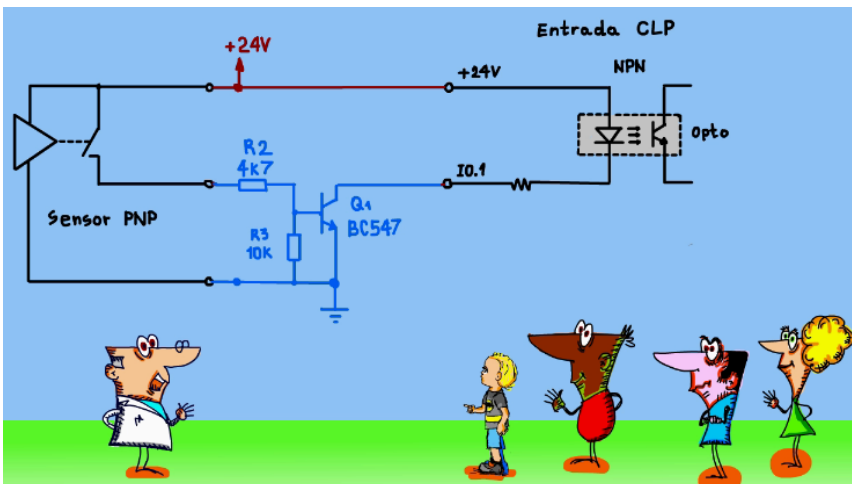 Entrada CLP
+24V
+24V
NPN
Opto
R2
4k7
I0.1
Q1
BC547
Sensor PNP
R3
10K